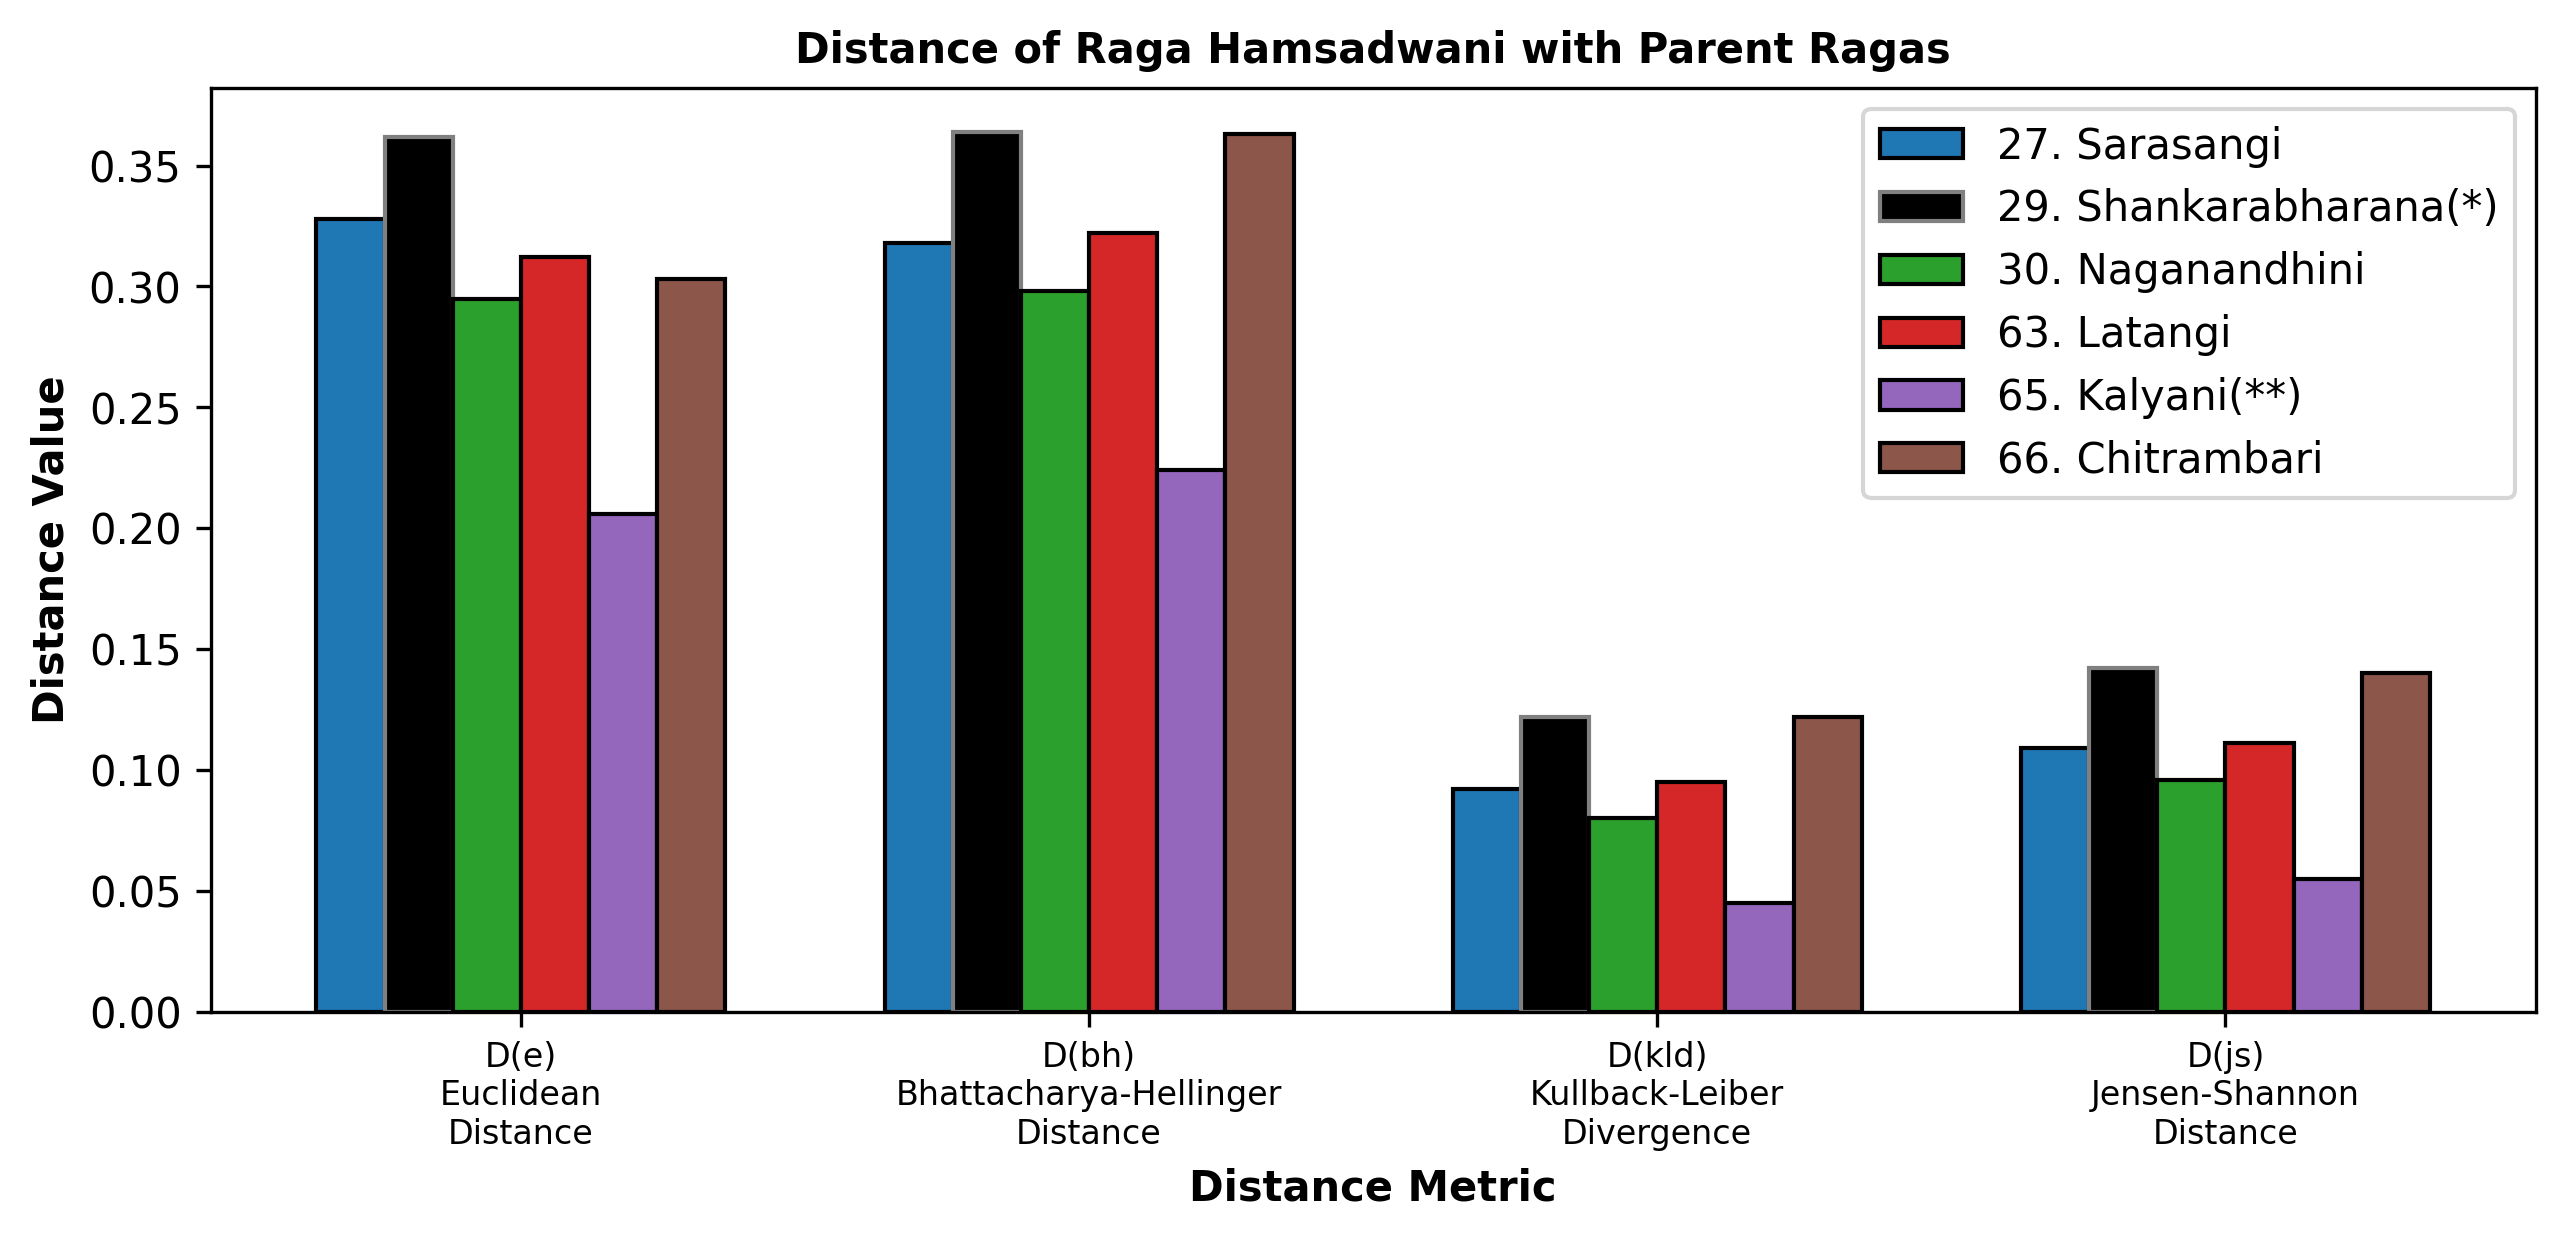 Distance of Raga Hamsadwani with Parent Ragas
Distance Value
0.35
0.30
0.25
0.20
0.15
0.10
0.05
0.00
27. Sarasangi
29. Shankarabharana(*)
30. Naganandhini
63. Latangi
65. Kalyani(**)
66. Chitrambari
D(e)
Euclidean
Distance
D(bh)
Bhattacharya-Hellinger
Distance
D(kld)
Kullback-Leiber
Divergence
D(js)
Jensen-Shannon
Distance
Distance Metric